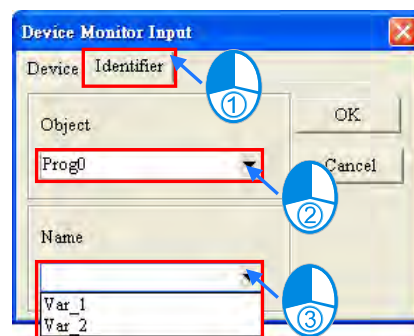 Device Monitor Input
Device Identifier
①
Object
OK
Prog0
Cancel
②
Name
Var_1
Var_2
③